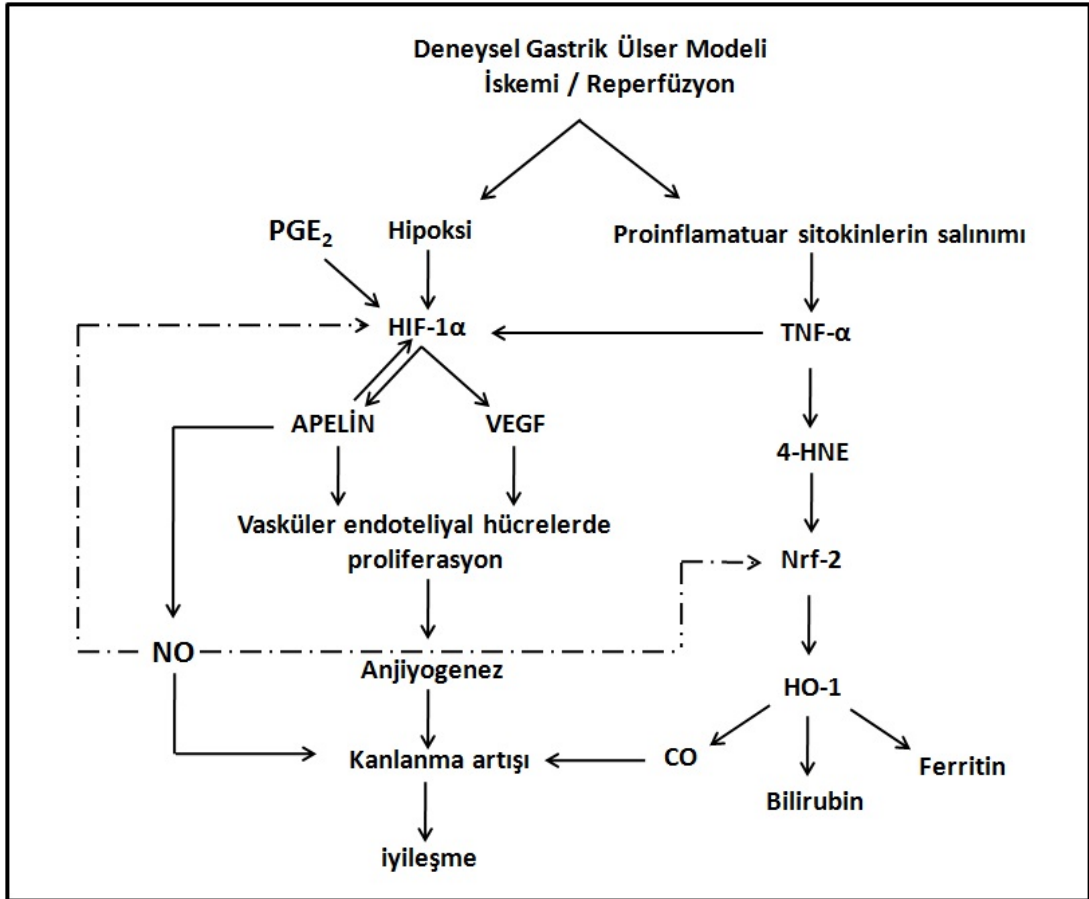 Deneysel Gastrik Ülser Modeli
İskemi / Reperfüzyon
PGE₂
Hipoksi
Proinflamatuar sitokinlerin salınımı
HIF-1α
TNF-α
APELİN
VEGF
4-HNE
Vasküler endoteliyal hücrelerde
proliferasyon
Nrf-2
NO
Anjiyogenez
HO-1
Kanlanma artışı
CO
Ferritin
Bilirubin
iyileşme